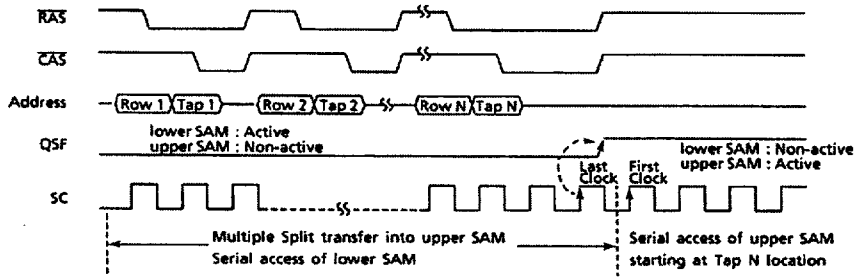 RAS
CAS
Address Row 1 Tap 1 Row 2 Tap 2 Row N Tap N
QSF
lower SAM : Active
upper SAM : Non-active
lower SAM : Non-active
upper SAM : Active
Last Clock
First Clock
SC
Multiple Split transfer into upper SAM
Serial access of lower SAM
Serial access of upper SAM
starting at Tap N location